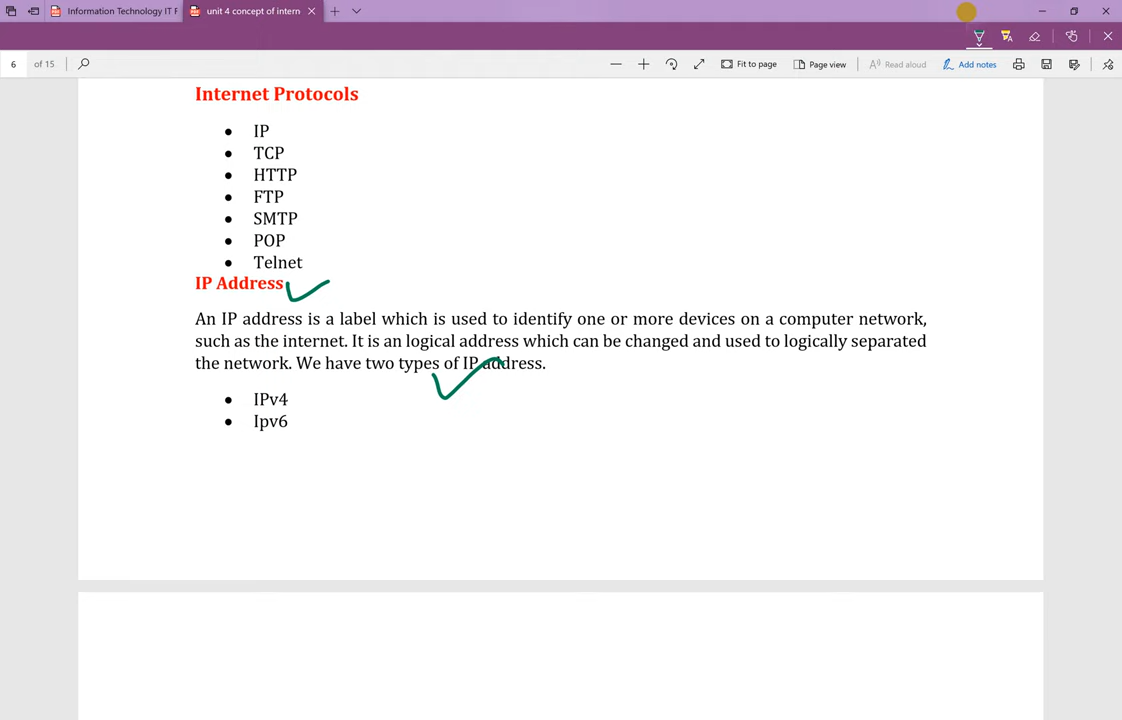 Information Technology IT F
unit 4 concept of intern
6 of 15
Fit to page
Page view
Read aloud
Add notes
Internet Protocols
• IP
• TCP
• HTTP
• FTP
• SMTP
• POP
• Telnet
IP Address
An IP address is a label which is used to identify one or more devices on a computer network,
such as the internet. It is an logical address which can be changed and used to logically separated
the network. We have two types of IP address.
• IPv4
• Ipv6